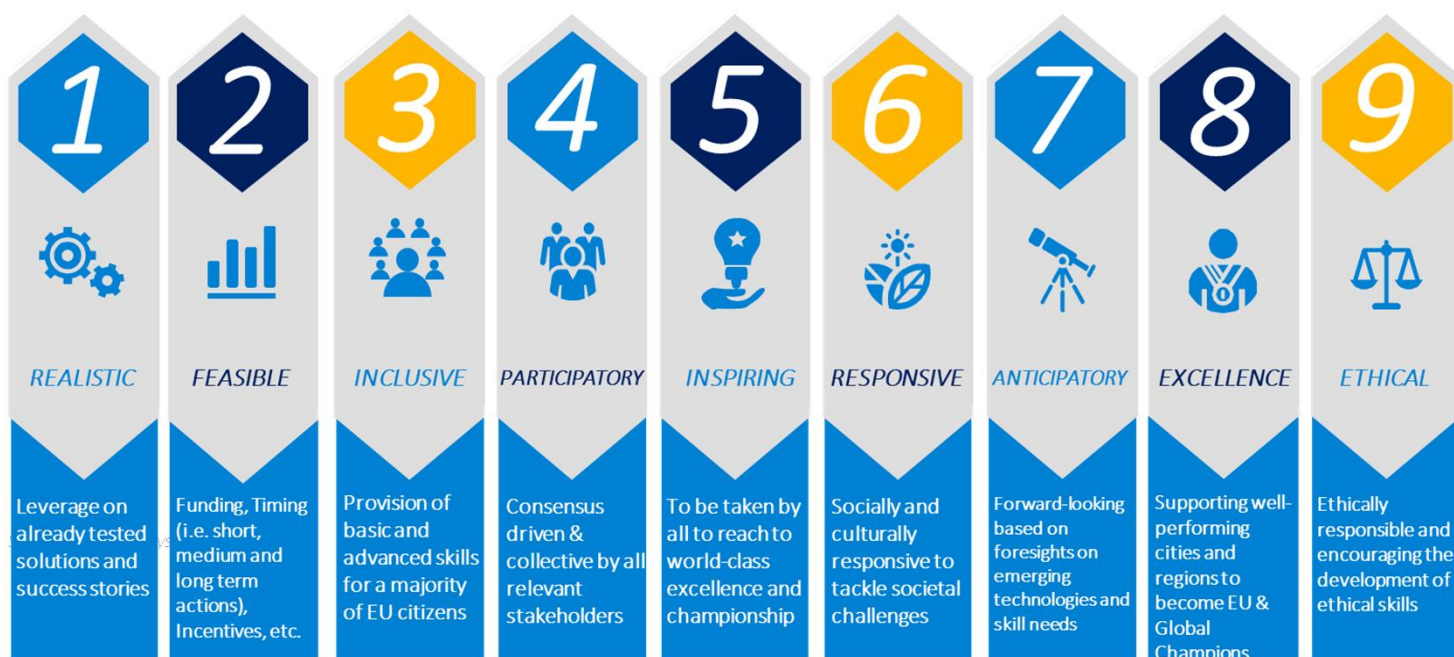 1
2
3
4
5
6
7
8
9
REALISTIC
FEASIBLE
INCLUSIVE
PARTICIPATORY
INSPIRING
RESPONSIVE
ANTICIPATORY
EXCELLENCE
ETHICAL
Leverage on
already tested
solutions and
success stories
Funding, Timing
(i.e. short,
medium and
long term
actions),
Incentives, etc.
Provision of
basic and
advanced skills
for a majority
of EU citizens
Consensus
driven &
collective by all
relevant
stakeholders
To be taken by
all to reach to
world-class
excellence and
championship
Socially and
culturally
responsive to
tackle societal
challenges
Forward-looking
based on
foresights on
emerging
technologies and
skill needs
Supporting well-
performing
cities and
regions to
become EU &
Global
Champions
Ethically
responsible and
encouraging the
development of
ethical skills